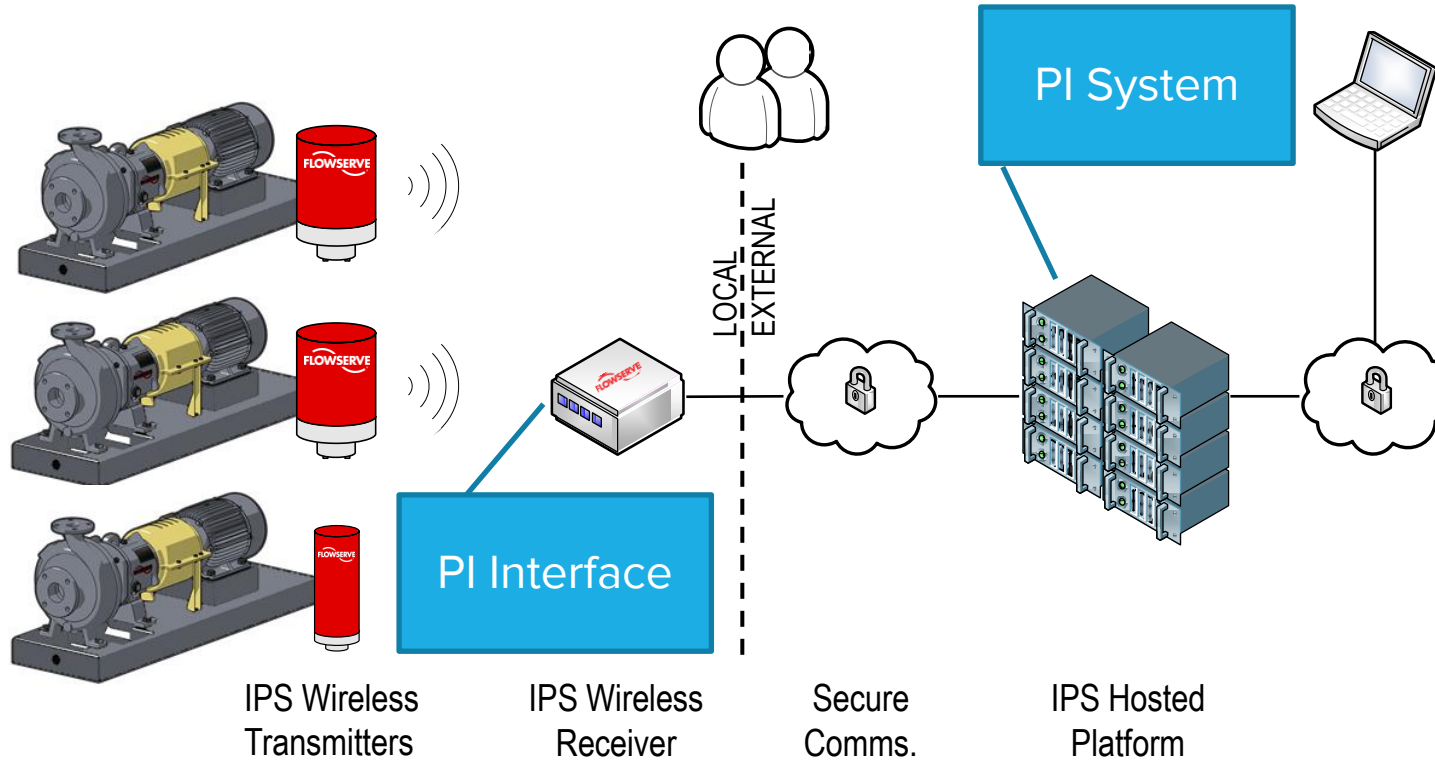 PI System
FLOWSERVE
LOCAL
EXTERNAL
FLOWSERVE
FLOWSERVE
PI Interface
FLOWSERVE
IPS Wireless
Transmitters
IPS Wireless
Receiver
Secure
Comms.
IPS Hosted
Platform